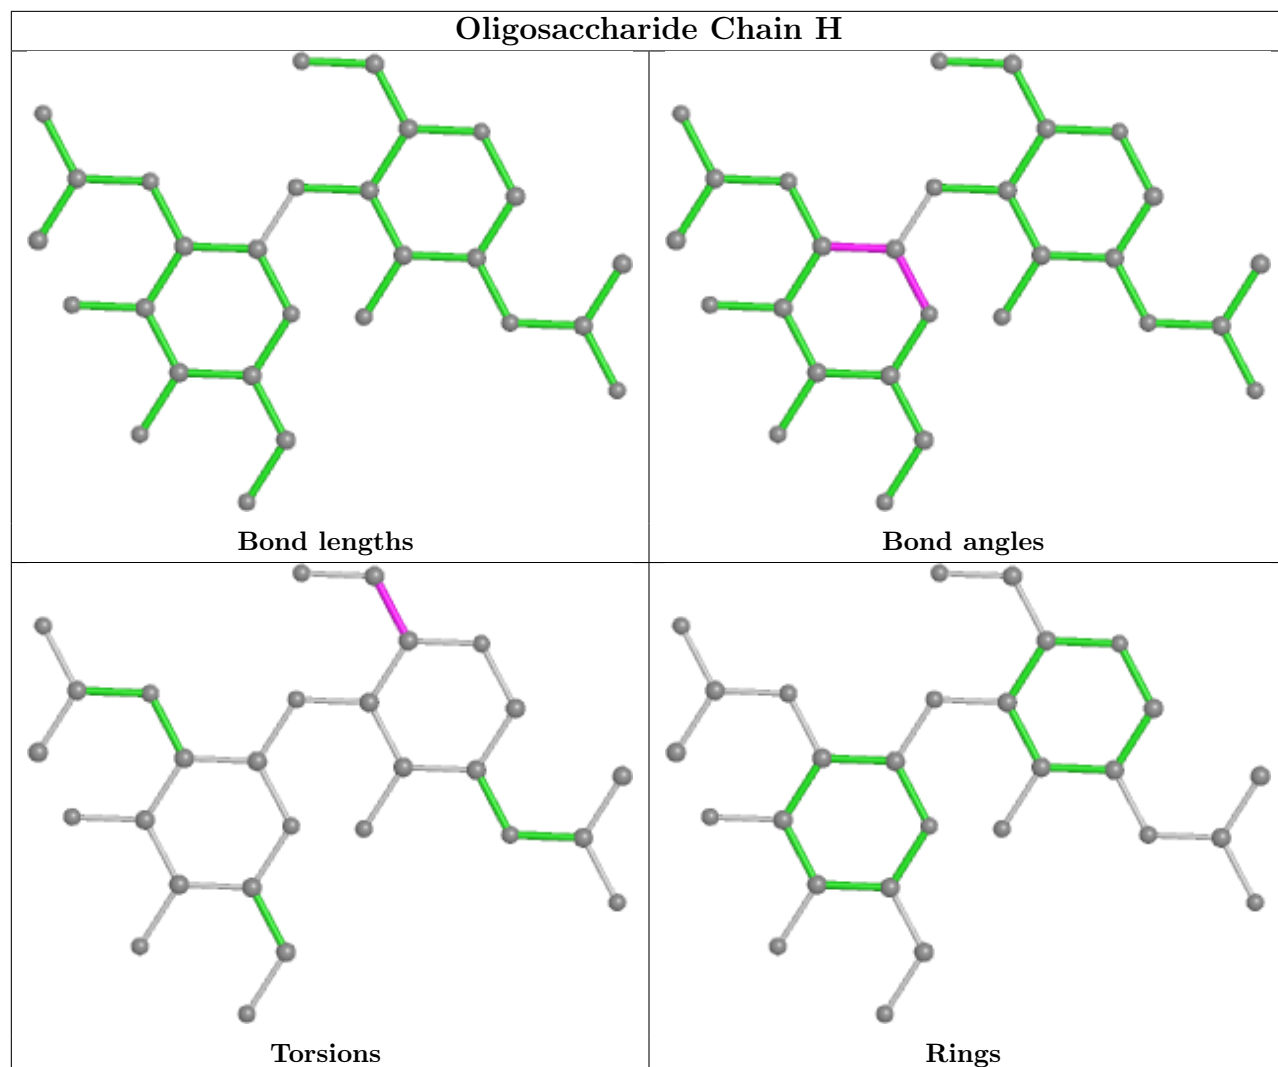 Oligosaccharide Chain H
Bond lengths
Bond angles
Torsions
Rings